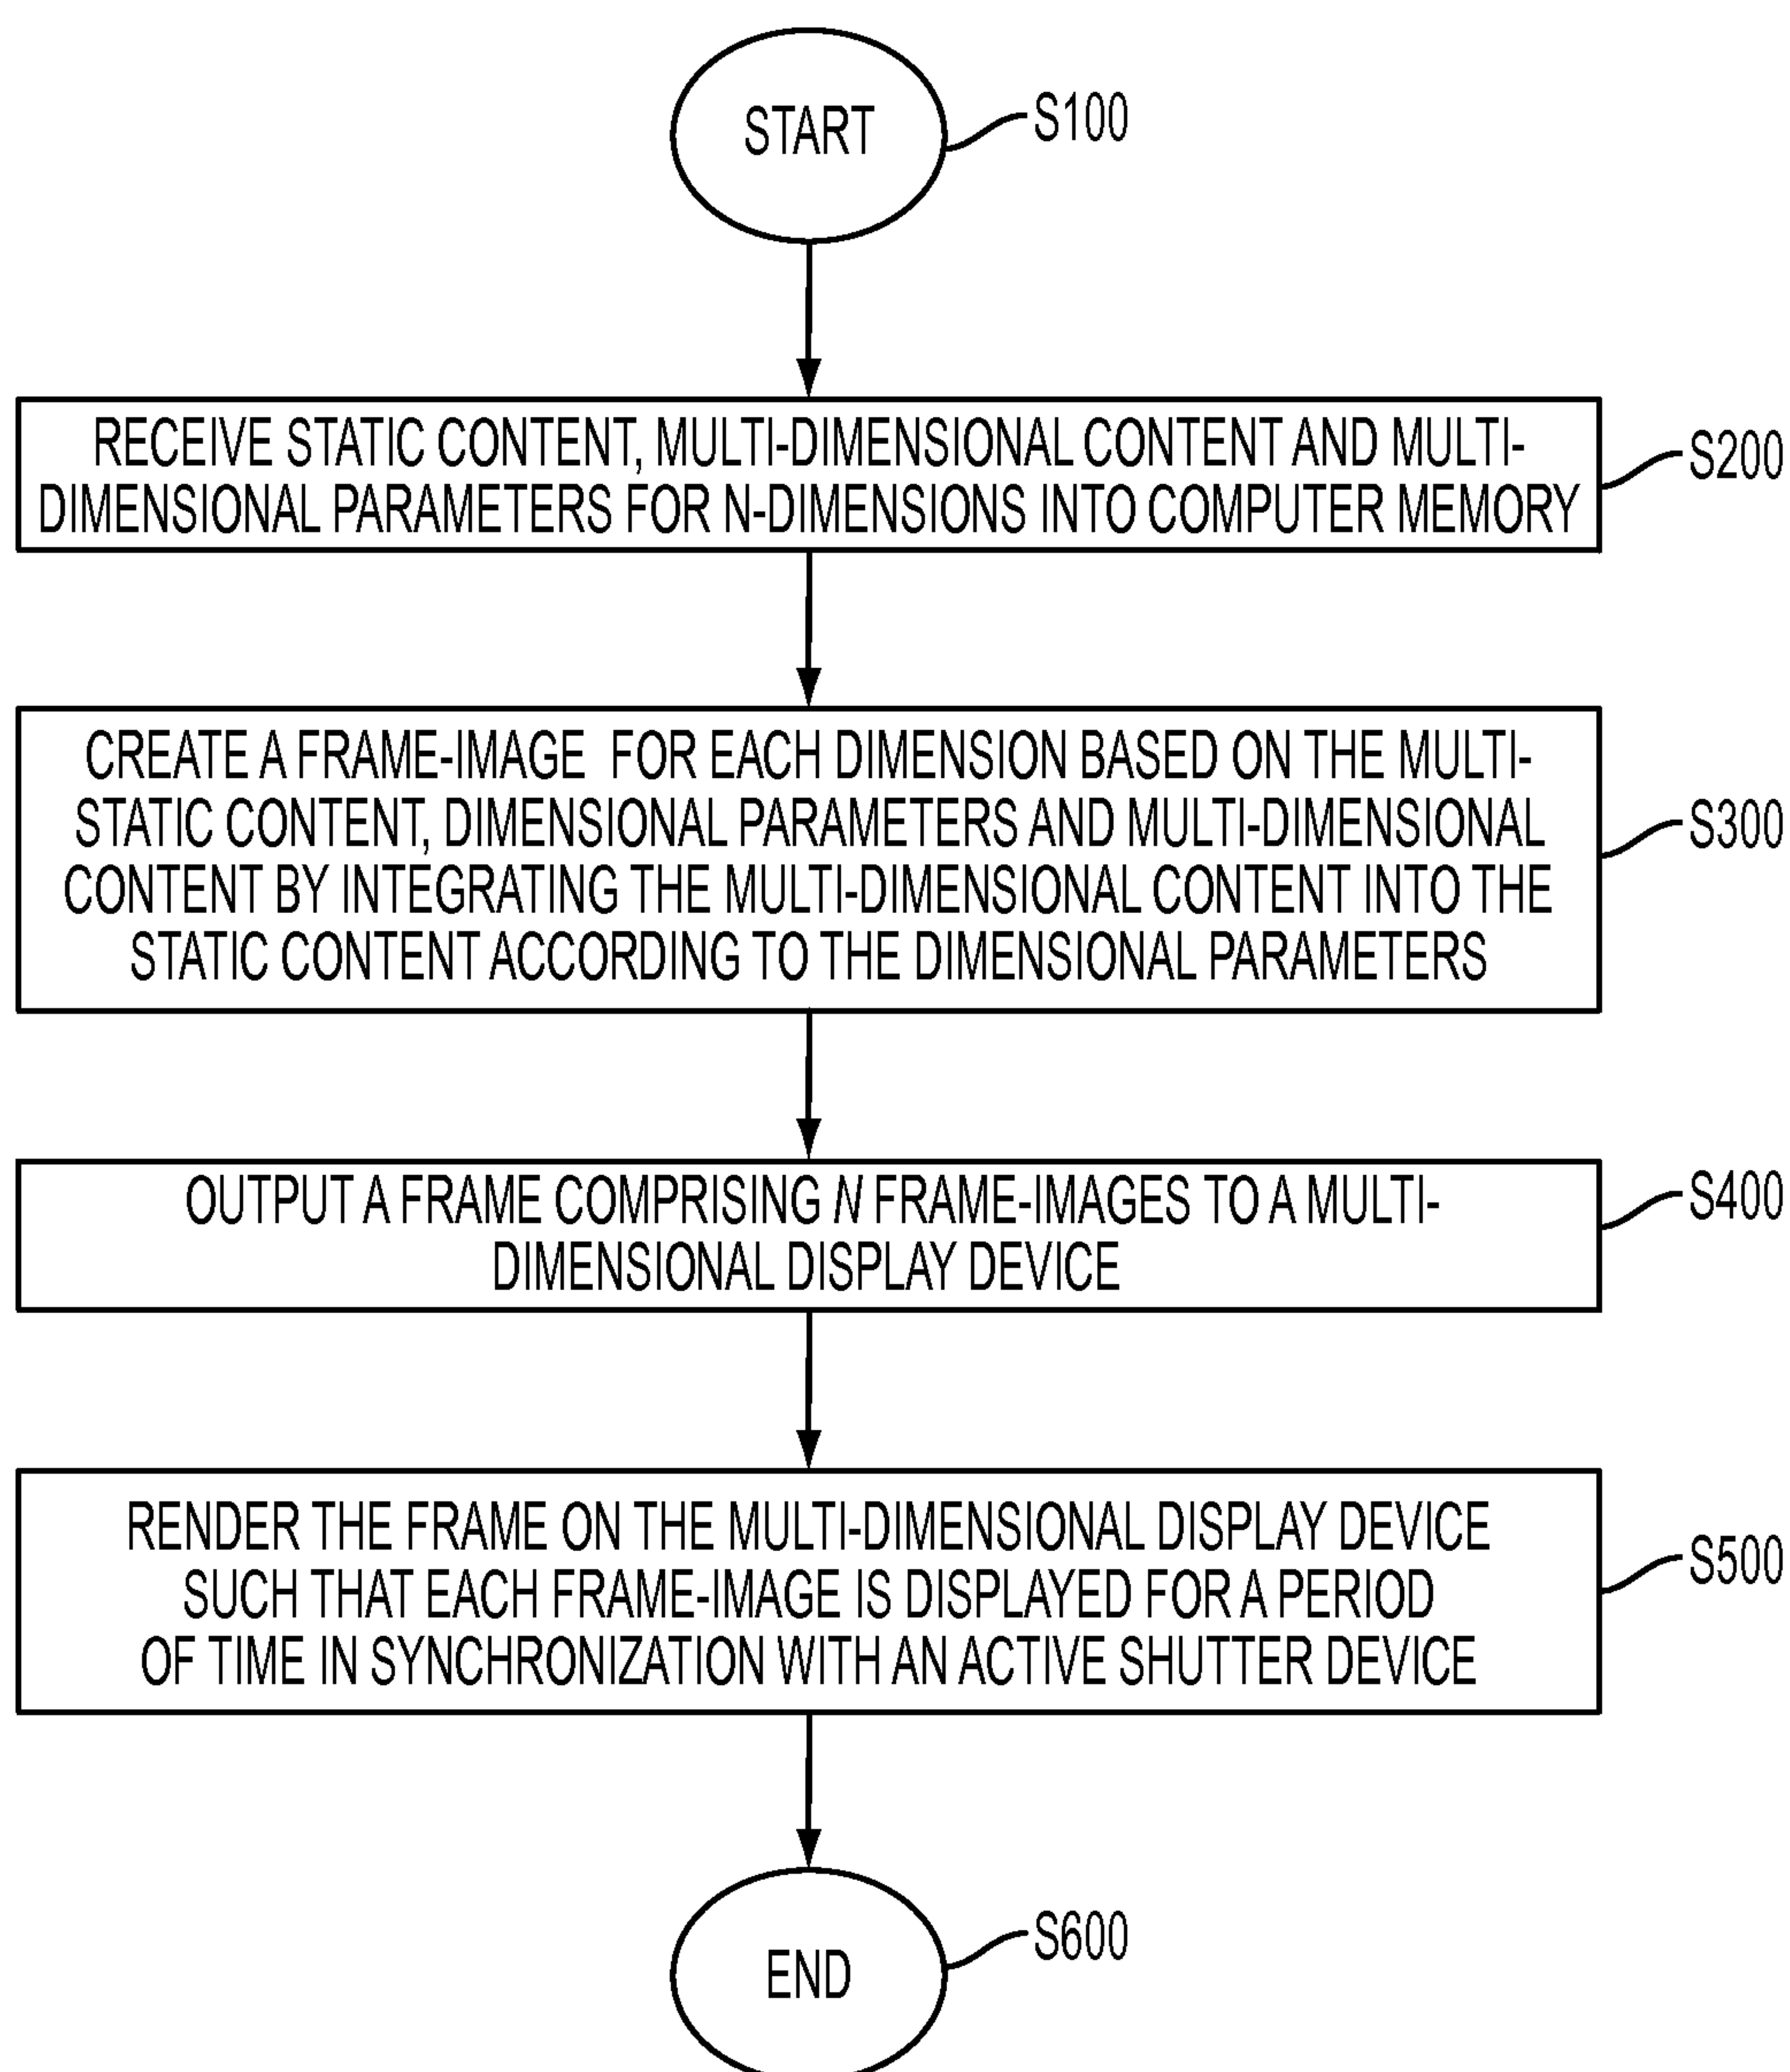 START
S100
RECEIVE STATIC CONTENT, MULTI-DIMENSIONAL CONTENT AND MULTI-
DIMENSIONAL PARAMETERS FOR N-DIMENSIONS INTO COMPUTER MEMORY
S200
CREATE A FRAME-IMAGE FOR EACH DIMENSION BASED ON THE MULTI-
STATIC CONTENT, DIMENSIONAL PARAMETERS AND MULTI-DIMENSIONAL
CONTENT BY INTEGRATING THE MULTI-DIMENSIONAL CONTENT INTO THE
STATIC CONTENT ACCORDING TO THE DIMENSIONAL PARAMETERS
S300
OUTPUT A FRAME COMPRISING N FRAME-IMAGES TO A MULTI-
DIMENSIONAL DISPLAY DEVICE
S400
RENDER THE FRAME ON THE MULTI-DIMENSIONAL DISPLAY DEVICE
SUCH THAT EACH FRAME-IMAGE IS DISPLAYED FOR A PERIOD
OF TIME IN SYNCHRONIZATION WITH AN ACTIVE SHUTTER DEVICE
S500
END
S600